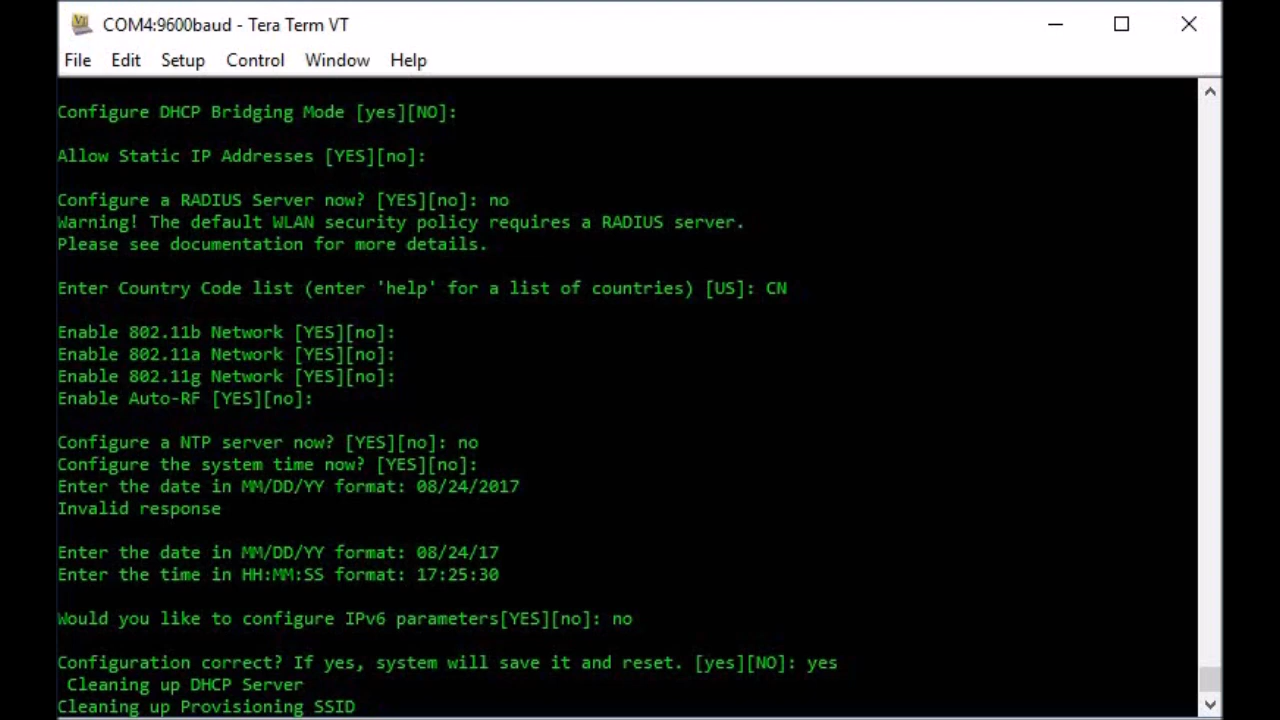 COM4:9600baud - Tera Term VT
File Edit Setup Control Window Help
Configure DHCP Bridging Mode [yes][NO]:
Allow Static IP Addresses [YES][no]:
Configure a RADIUS Server now? [YES][no]: no
Warning! The default WLAN security policy requires a RADIUS server.
Please see documentation for more details.
Enter Country Code list (enter 'help' for a list of countries) [US]: CN
Enable 802.11b Network [YES][no]:
Enable 802.11a Network [YES][no]:
Enable 802.11g Network [YES][no]:
Enable Auto-RF [YES][no]:
Configure a NTP server now? [YES][no]: no
Configure the system time now? [YES][no]:
Enter the date in MM/DD/YY format: 08/24/2017
Invalid response
Enter the date in MM/DD/YY format: 08/24/17
Enter the time in HH:MM:SS format: 17:25:30
Would you like to configure IPv6 parameters[YES][no]: no
Configuration correct? If yes, system will save it and reset. [yes][NO]: yes
Cleaning up DHCP Server
Cleaning up Provisioning SSID